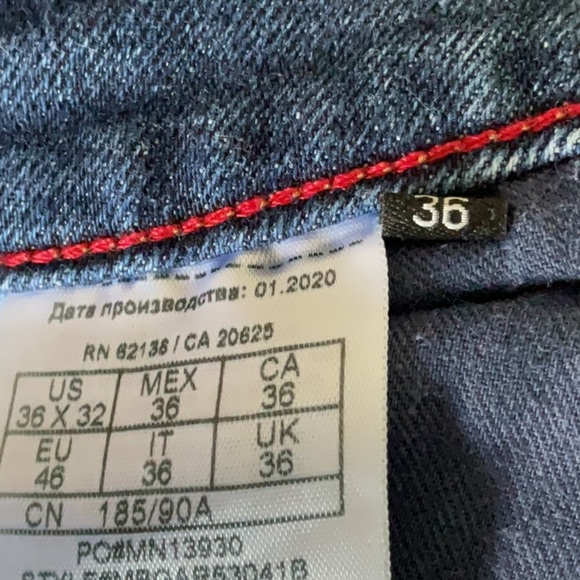 36
Дата производства: 01.2020
RN 62136 / CA 20625
US MEX CA
36 X 32 36 36
EU IT UK
46 36 36
CN 185/90A
PO#MN13930